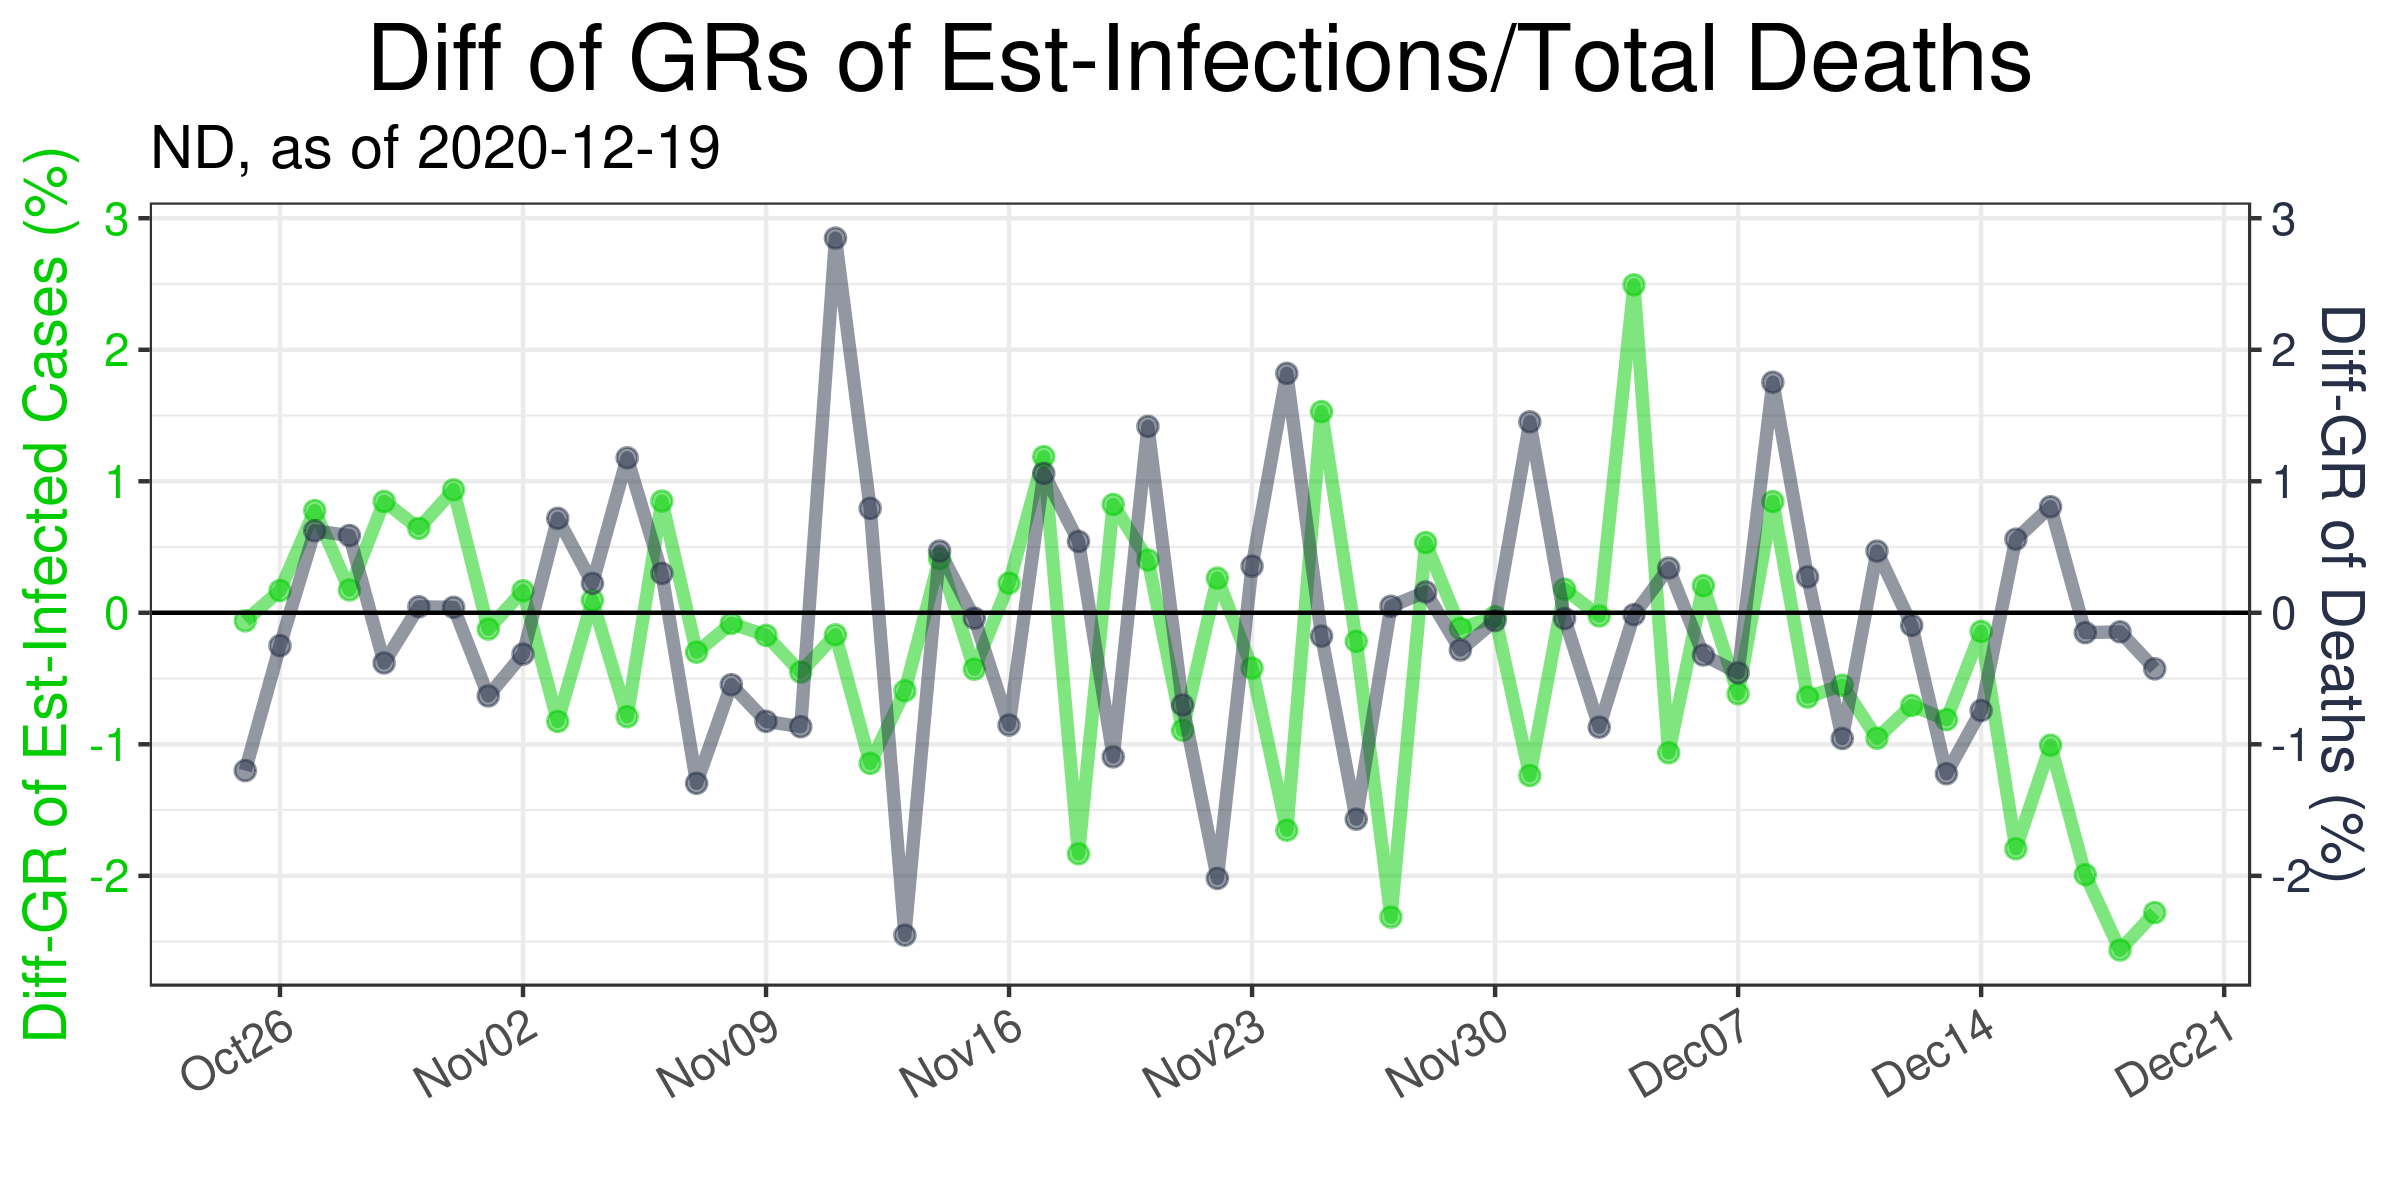 Diff of GRs of Est-Infections/Total Deaths
ND, as of 2020-12-19
Diff-GR of Est-Infected Cases (%)
3
2
1
0
-1
-2
3
2
1
0
-1
-2
Diff-GR of Deaths (%)
Oct26
Nov02
Nov09
Nov16
Nov23
Nov30
Dec07
Dec14
Dec21